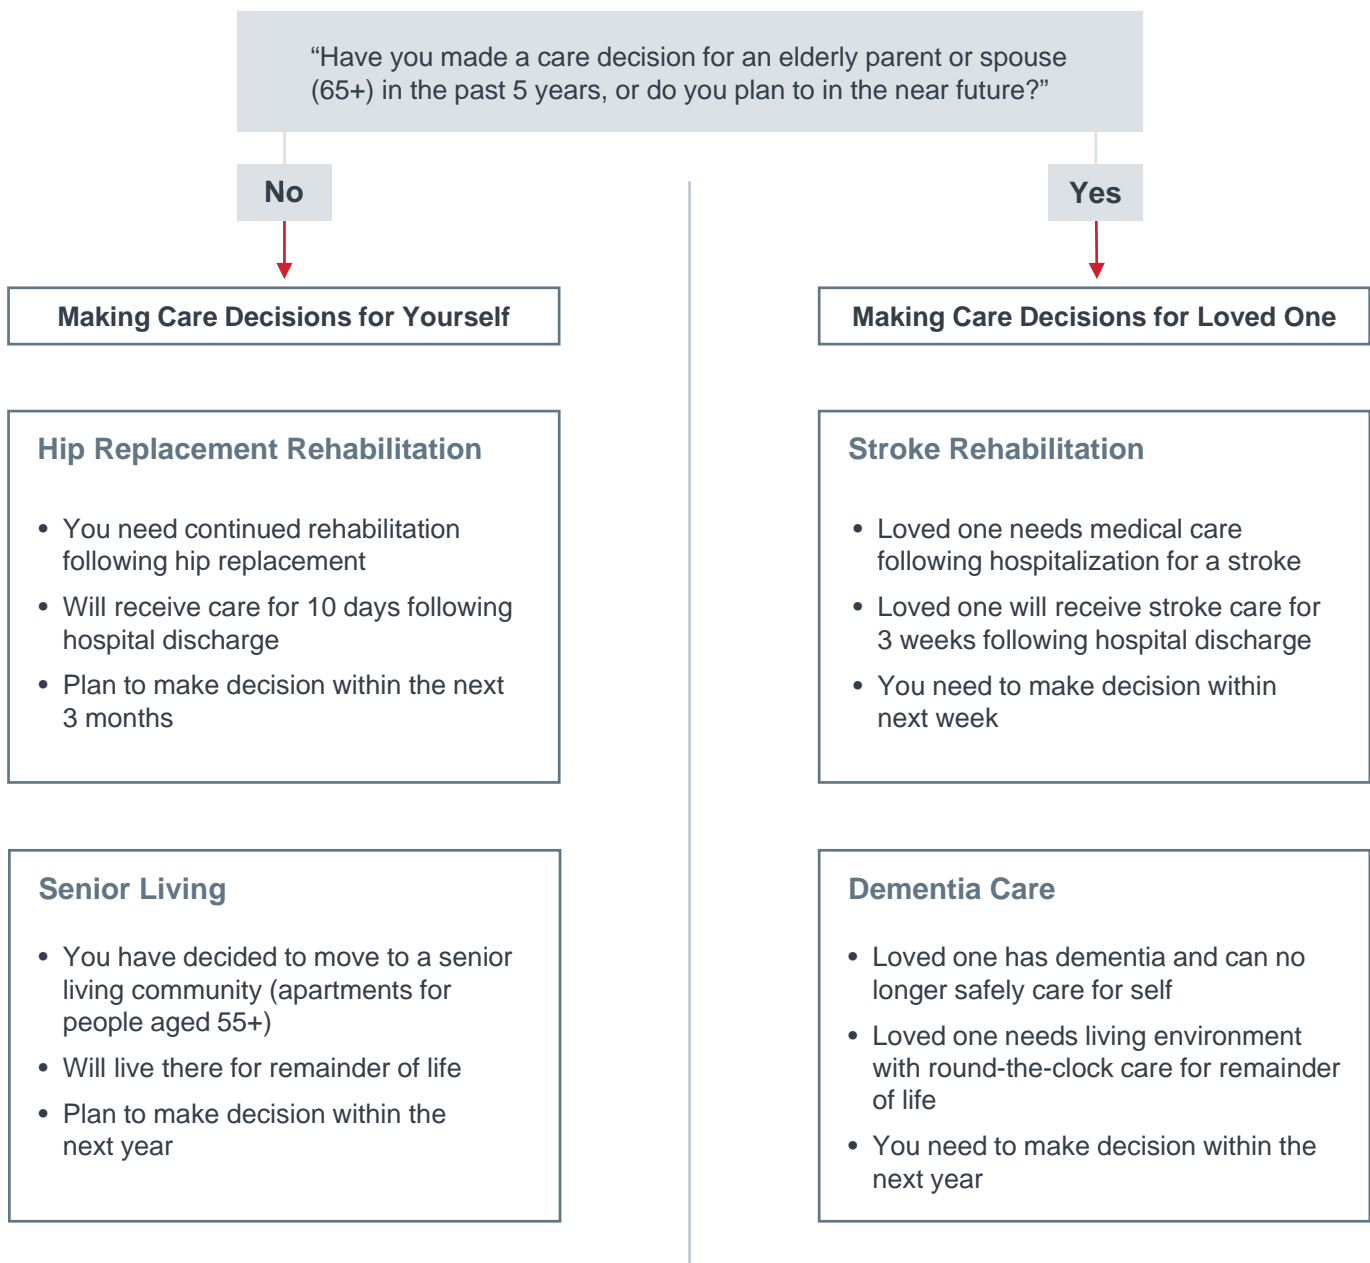 “Have you made a care decision for an elderly parent or spouse
(65+) in the past 5 years, or do you plan to in the near future?”
No
Yes
Making Care Decisions for Yourself
Making Care Decisions for Loved One
Hip Replacement Rehabilitation
• You need continued rehabilitation
following hip replacement
• Will receive care for 10 days following
hospital discharge
• Plan to make decision within the next
3 months
Stroke Rehabilitation
• Loved one needs medical care
following hospitalization for a stroke
• Loved one will receive stroke care for
3 weeks following hospital discharge
• You need to make decision within
next week
Senior Living
• You have decided to move to a senior
living community (apartments for
people aged 55+)
• Will live there for remainder of life
• Plan to make decision within the
next year
Dementia Care
• Loved one has dementia and can no
longer safely care for self
• Loved one needs living environment
with round-the-clock care for remainder
of life
• You need to make decision within the
next year